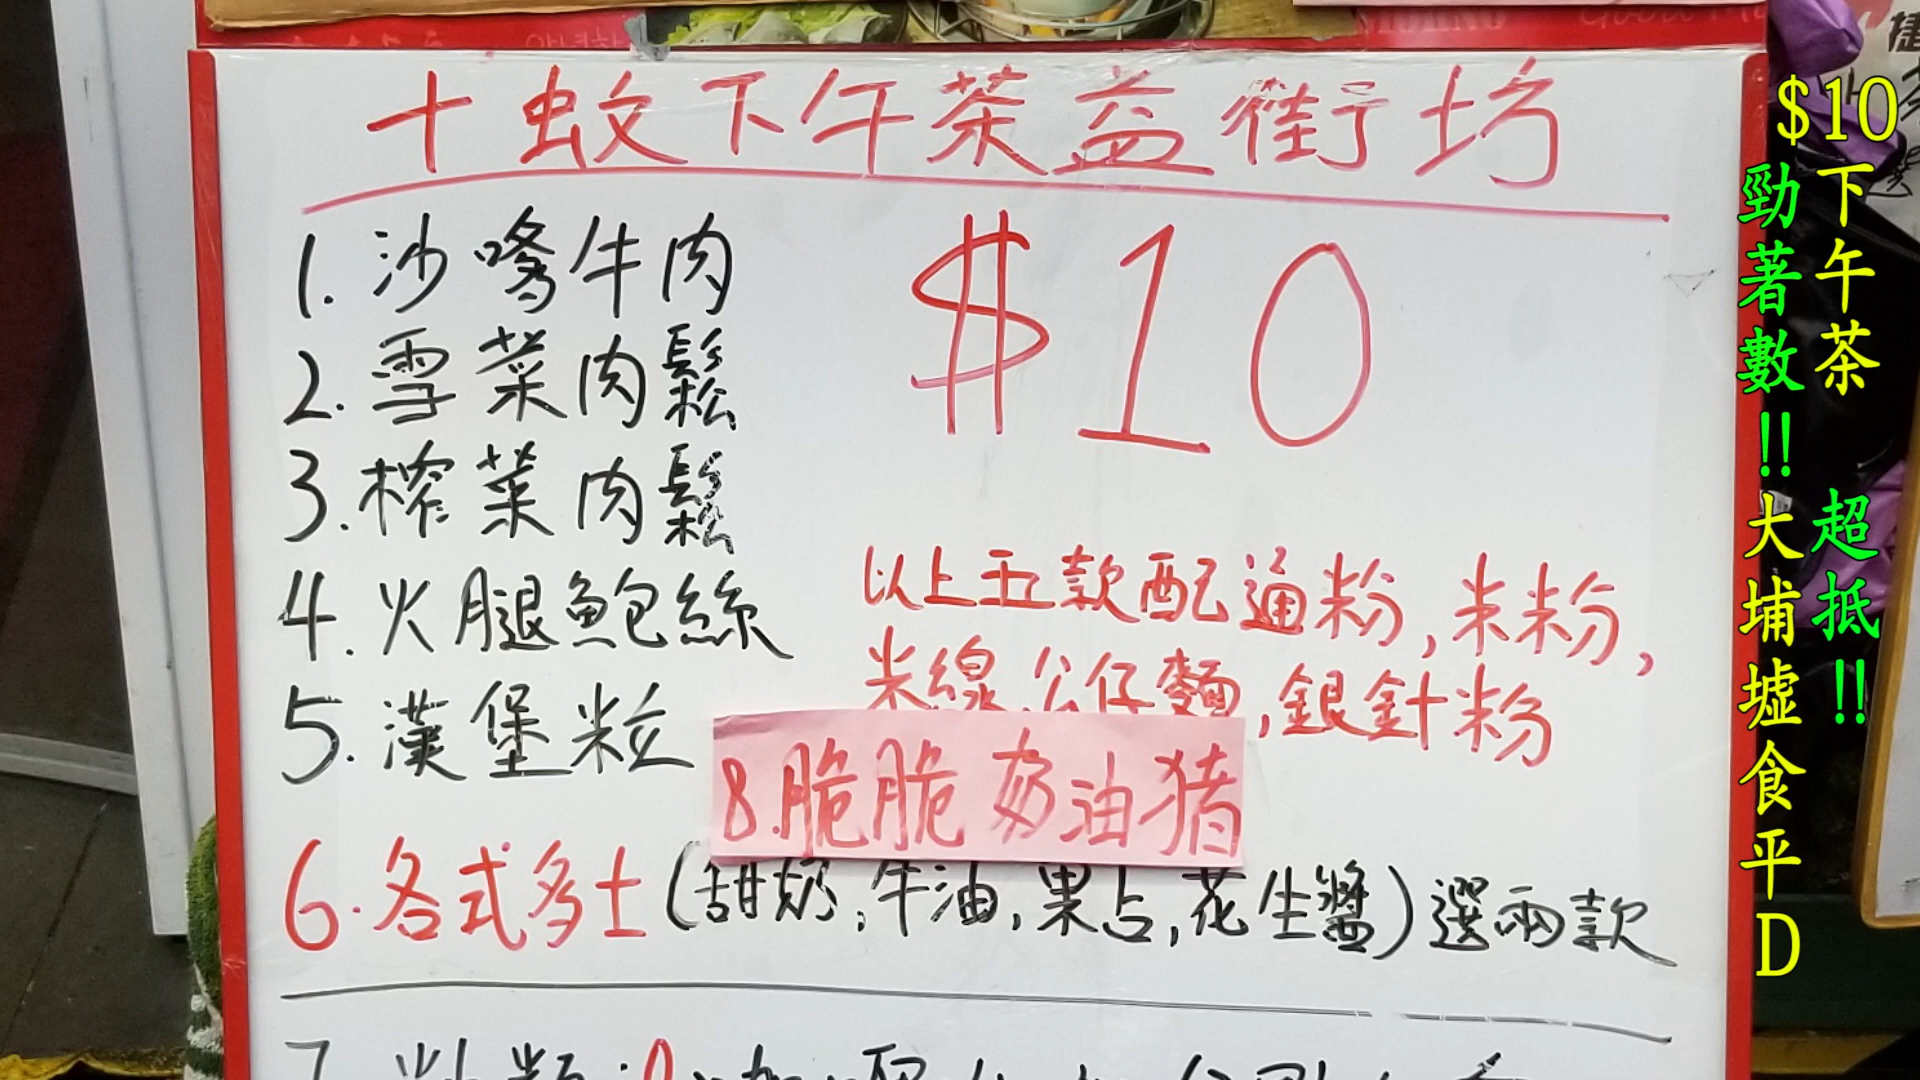 十蚊下午茶益街坊
$10
1. 沙嗲牛肉
2. 雪菜肉鬆
3. 榨菜肉鬆
4. 火腿鮑絲
5. 漢堡粒
以上五款配通粉, 米粉,
米線, 公仔麵, 銀針粉
8. 脆脆奶油猪
6. 各式多士 (甜奶, 牛油, 果占, 花生醬) 選兩款
$10
下午茶 超抵!!
勁著數!!大埔墟食平D